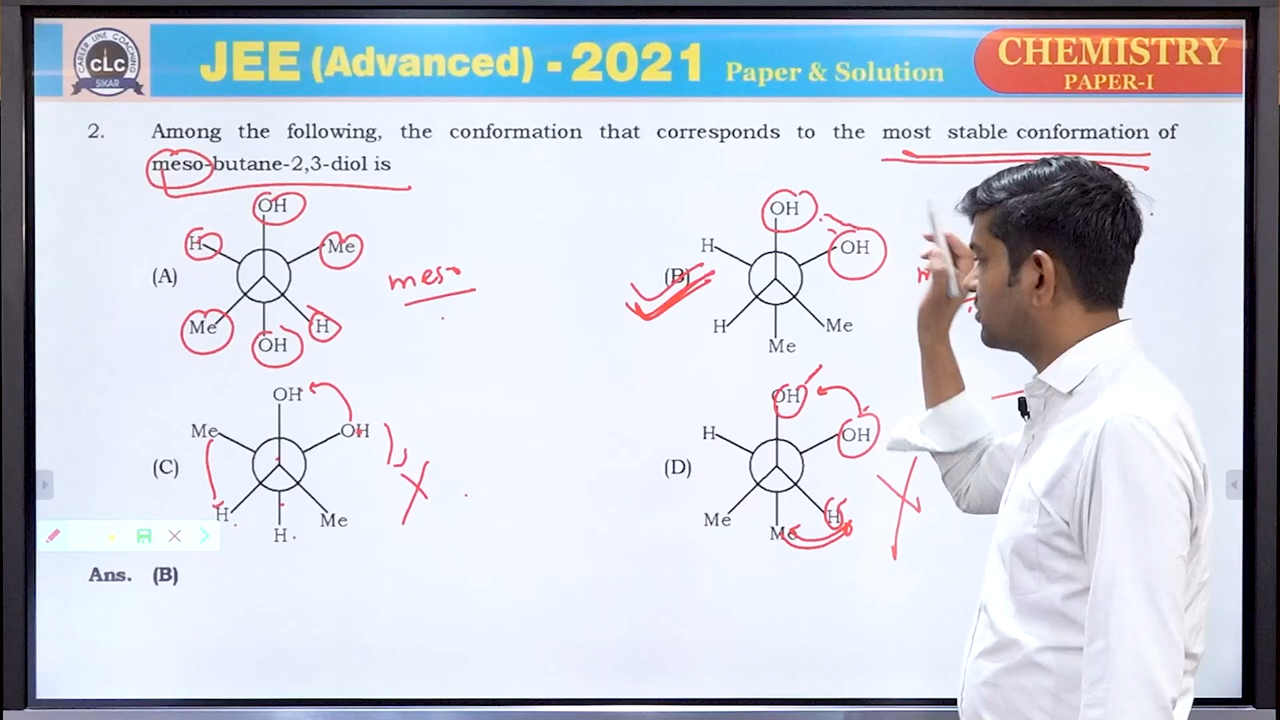 CAREER LINE COACHING
CLC
SIKAR
JEE (Advanced) - 2021 Paper & Solution
CHEMISTRY
PAPER-I
2. Among the following, the conformation that corresponds to the most stable conformation of
meso-butane-2,3-diol is
(A)
OH
H
Me
Me
H
OH
meso
(B)
OH
H
OH
H
Me
Me
(C)
OH
Me
OH
H
Me
H
(D)
OH
H
OH
Me
H
Me
Ans. (B)